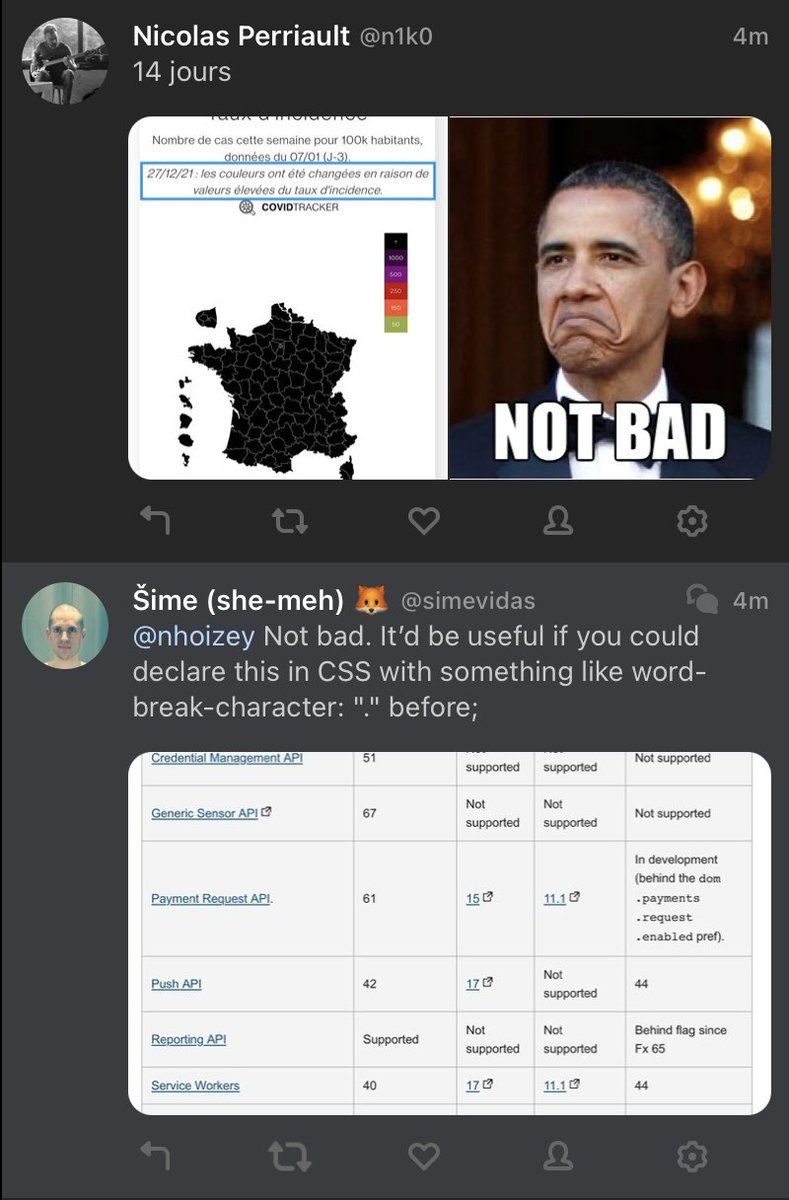 Nicolas Perriault @n1k0 4m
14 jours
Taux d'incidence
Nombre de cas cette semaine pour 100k habitants,
données du 07/01 (J-3).
27/12/21 : les couleurs ont été changées en raison de
valeurs élevées du taux d'incidence.
COVIDTRACKER
+
1000
500
250
150
50
NOT BAD
Šime (she-meh) 🦊 @simevidas 4m
@nhoizey Not bad. It’d be useful if you could
declare this in CSS with something like word-
break-character: "." before;
Credential Management API 51 Not supported Not supported Not supported
Generic Sensor API 67 Not supported Not supported Not supported
Payment Request API. 61 15 11.1 In development
(behind the dom
.payments
.request
.enabled pref).
Push API 42 17 Not supported 44
Reporting API Supported Not supported Not supported Behind flag since
Fx 65
Service Workers 40 17 11.1 44